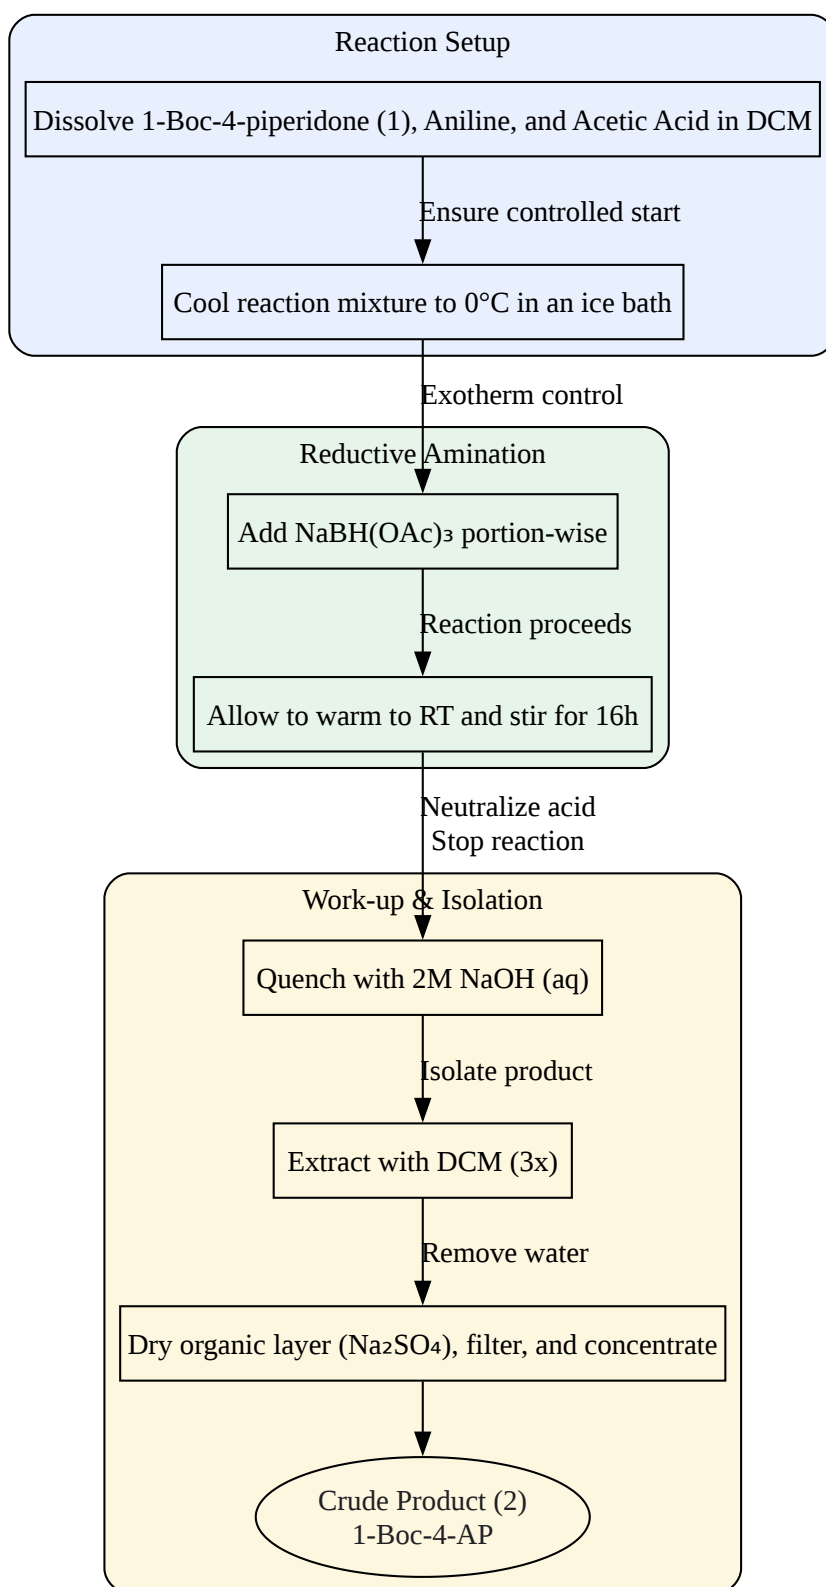 Reaction Setup
Dissolve 1-Boc-4-piperidone (1), Aniline, and Acetic Acid in DCM
Ensure controlled start
Cool reaction mixture to 0°C in an ice bath
Exotherm control
Reductive Amination
Add NaBH(OAc)₃ portion-wise
Reaction proceeds
Allow to warm to RT and stir for 16h
Neutralize acid
Stop reaction
Work-up & Isolation
Quench with 2M NaOH (aq)
Isolate product
Extract with DCM (3x)
Remove water
Dry organic layer (Na₂SO₄), filter, and concentrate
Crude Product (2)
1-Boc-4-AP